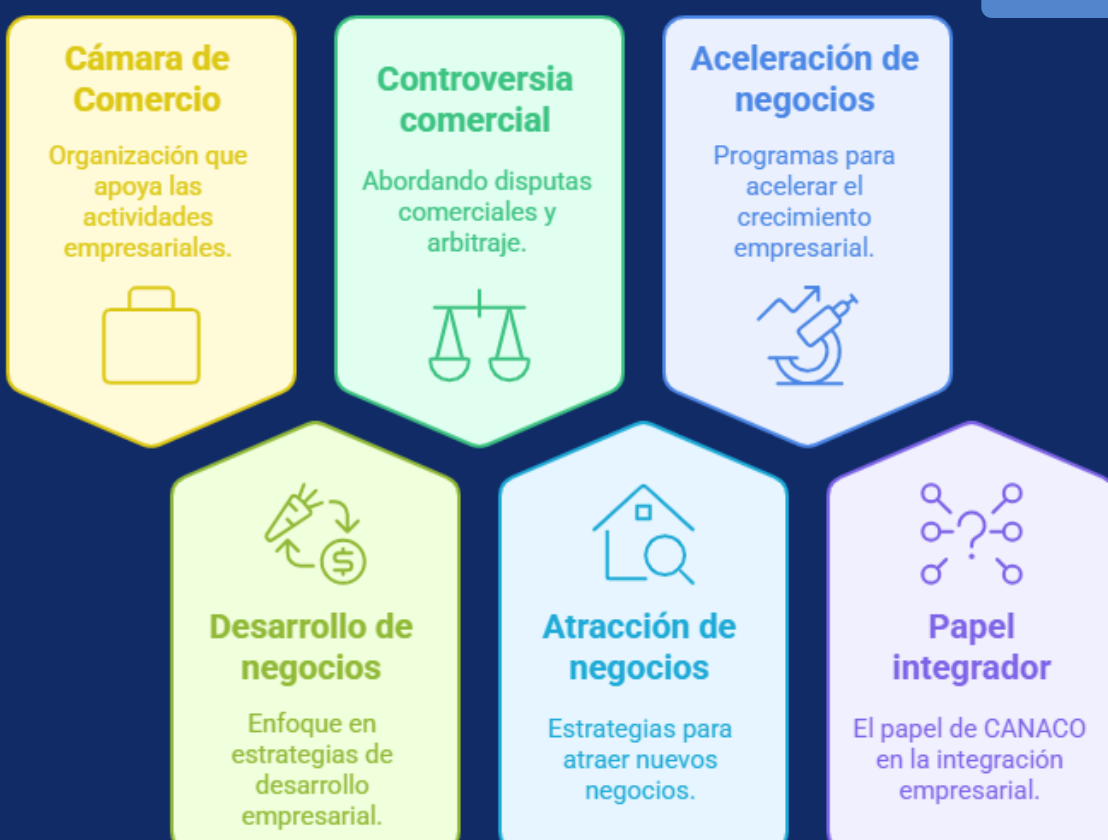 Cámara de
Comercio
Organización que
apoya las
actividades
empresariales.
Controversia
comercial
Abordando disputas
comerciales y
arbitraje.
Aceleración de
negocios
Programas para
acelerar el
crecimiento
empresarial.
$
?
Desarrollo de
negocios
Enfoque en
estrategias de
desarrollo
empresarial.
Atracción de
negocios
Estrategias para
atraer nuevos
negocios.
Papel
integrador
El papel de CANACO
en la integración
empresarial.